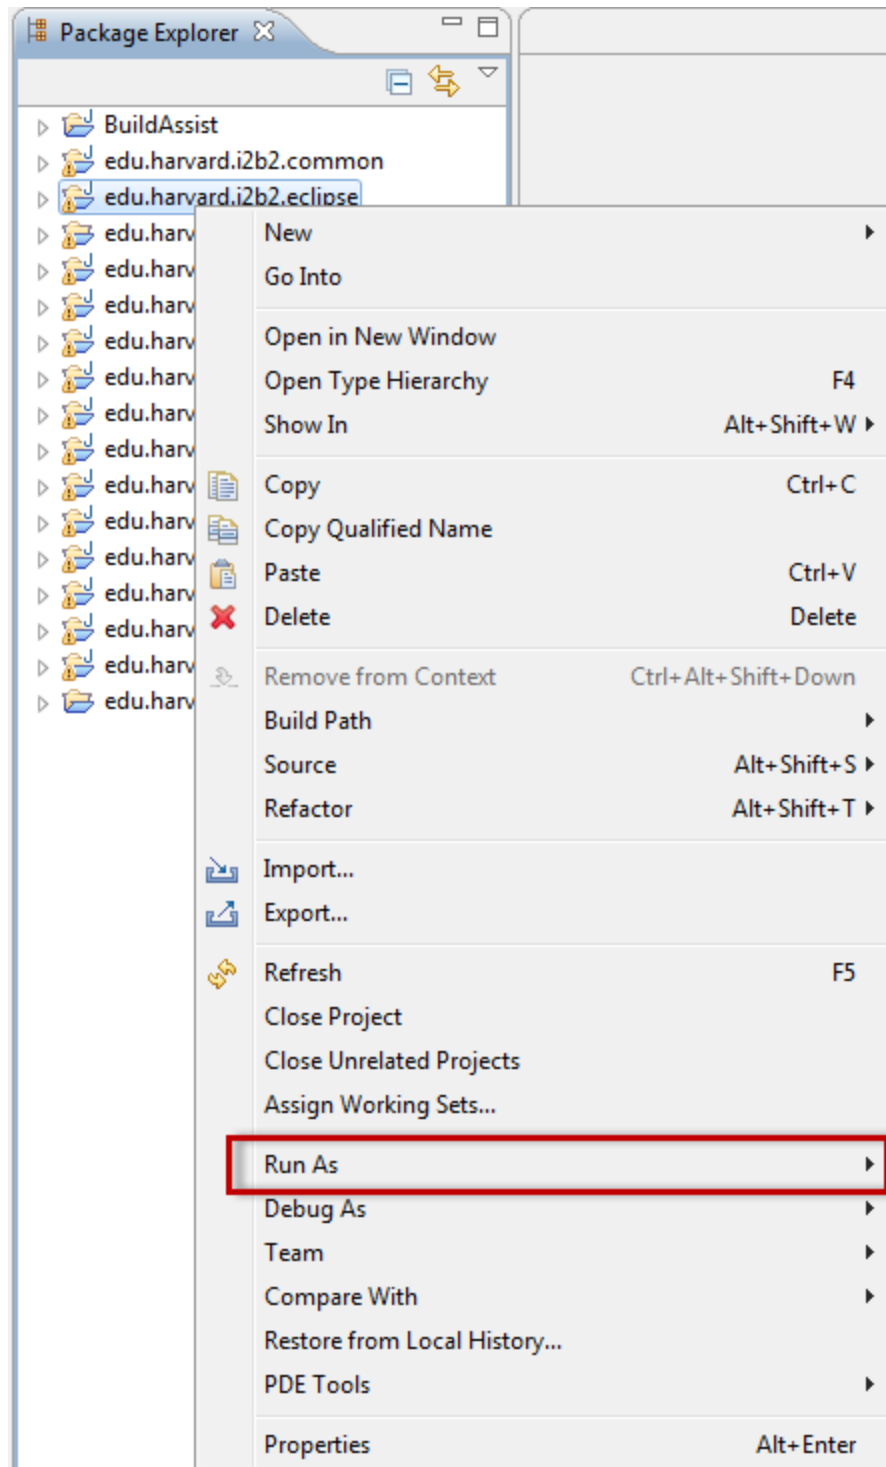 Package Explorer
BuildAssist
edu.harvard.i2b2.common
edu.harvard.i2b2.eclipse
edu.harv
edu.harv
edu.harv
edu.harv
edu.harv
edu.harv
edu.harv
edu.harv
edu.harv
edu.harv
edu.harv
edu.harv
edu.harv
edu.harv
New
Go Into
Open in New Window
Open Type Hierarchy F4
Show In Alt+Shift+W
Copy Ctrl+C
Copy Qualified Name
Paste Ctrl+V
Delete Delete
Remove from Context Ctrl+Alt+Shift+Down
Build Path
Source Alt+Shift+S
Refactor Alt+Shift+T
Import...
Export...
Refresh F5
Close Project
Close Unrelated Projects
Assign Working Sets...
Run As
Debug As
Team
Compare With
Restore from Local History...
PDE Tools
Properties Alt+Enter